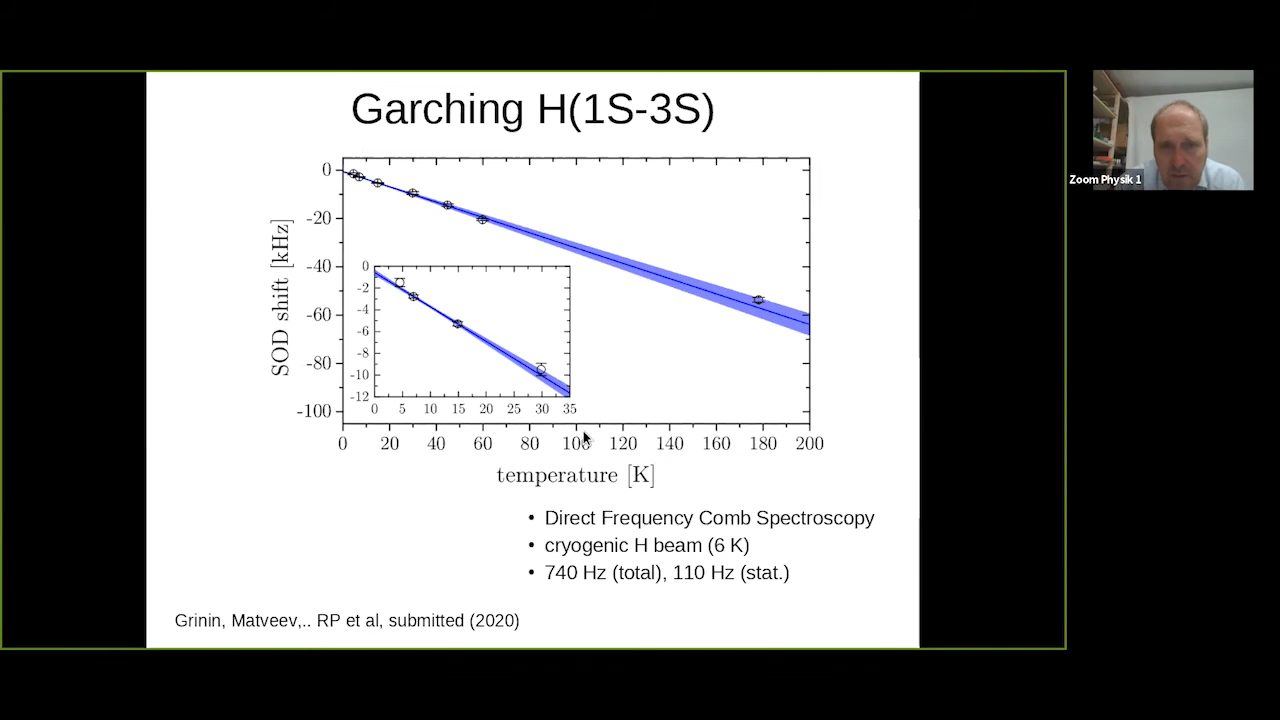 Garching H(1S-3S)
0
-20
-40
-60
-80
-100
SOD shift [kHz]
0
-2
-4
-6
-8
-10
-12
0 5 10 15 20 25 30 35
0 20 40 60 80 100 120 140 160 180 200
temperature [K]
• Direct Frequency Comb Spectroscopy
• cryogenic H beam (6 K)
• 740 Hz (total), 110 Hz (stat.)
Grinin, Matveev,.. RP et al, submitted (2020)
Zoom Physik 1